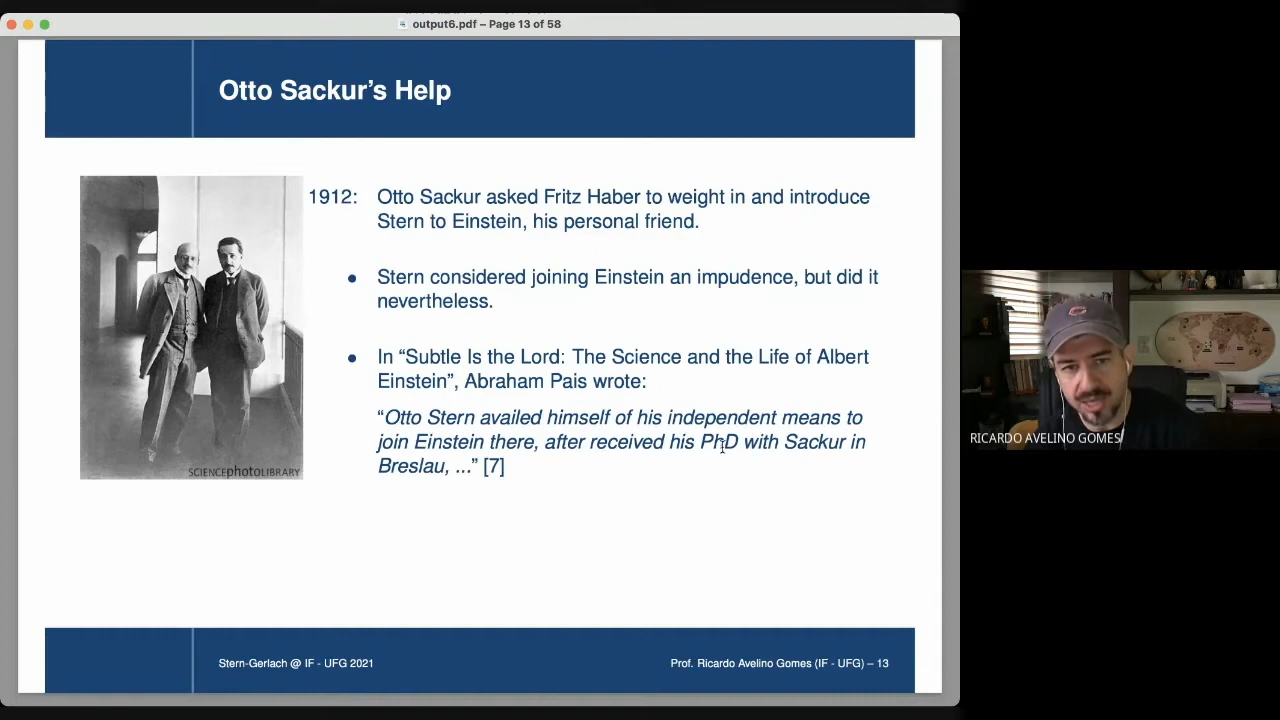 output6.pdf – Page 13 of 58
Otto Sackur’s Help
1912: Otto Sackur asked Fritz Haber to weight in and introduce
Stern to Einstein, his personal friend.
• Stern considered joining Einstein an impudence, but did it
nevertheless.
• In “Subtle Is the Lord: The Science and the Life of Albert
Einstein”, Abraham Pais wrote:
“Otto Stern availed himself of his independent means to
join Einstein there, after received his PhD with Sackur in
Breslau, ...” [7]
SCIENCEphotoLIBRARY
Stern-Gerlach @ IF - UFG 2021
Prof. Ricardo Avelino Gomes (IF - UFG) – 13
RICARDO AVELINO GOMES